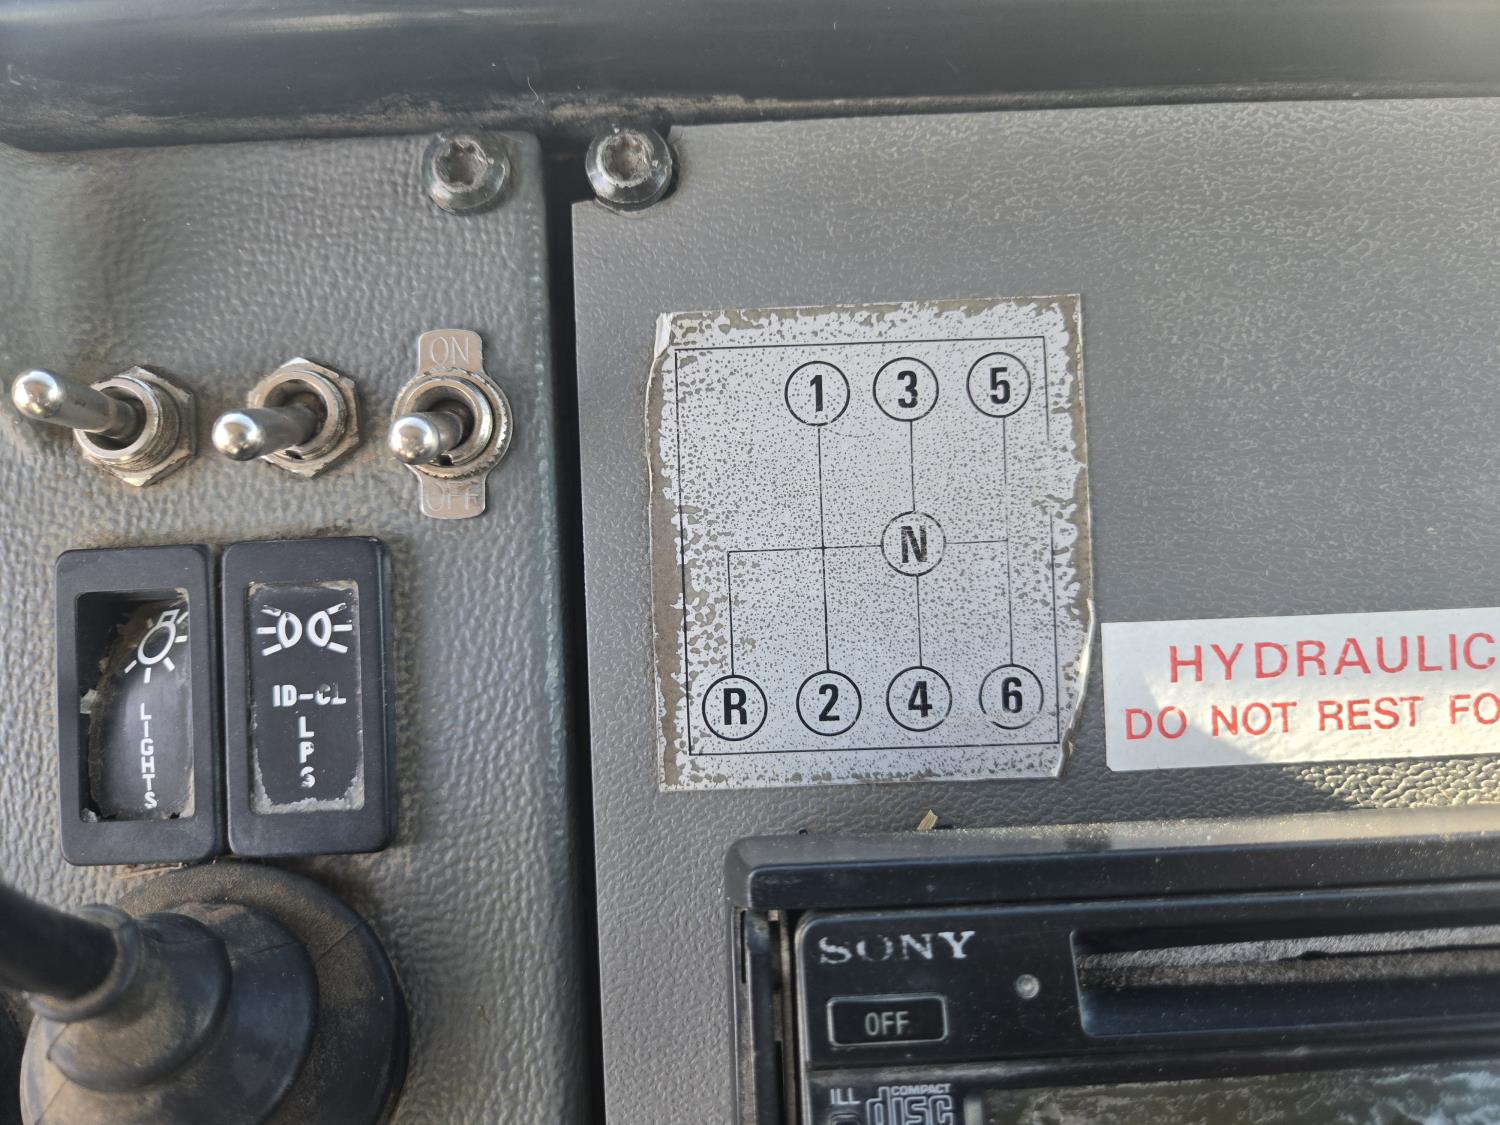 ON
OFF
LIGHTS
ID-CL
LPS
1 3 5
N
R 2 4 6
HYDRAULIC
DO NOT REST FO
SONY
OFF
ILL
COMPACT
disc